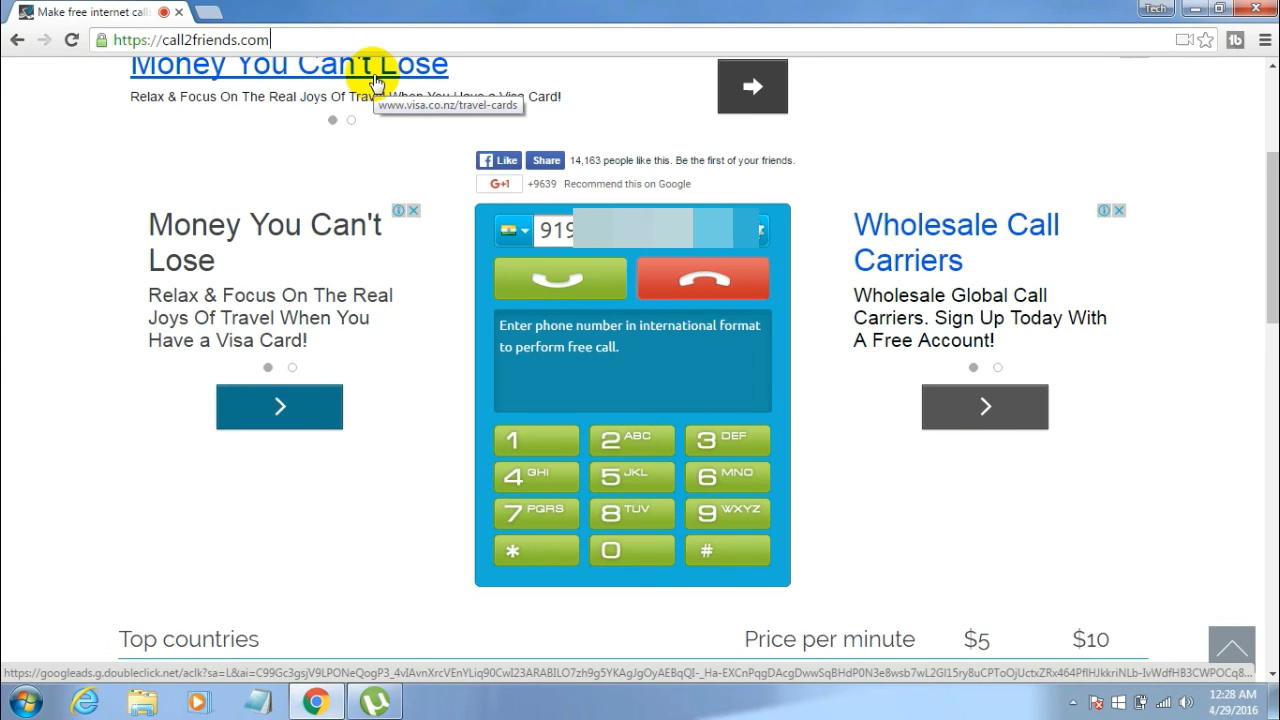 Make free internet call
Tech
https://call2friends.com
Money You Can't Lose
Relax & Focus On The Real Joys Of Travel When You Have a Visa Card!
www.visa.co.nz/travel-cards
Like Share 14,163 people like this. Be the first of your friends.
G+1 +9639 Recommend this on Google
Money You Can't
Lose
Relax & Focus On The Real
Joys Of Travel When You
Have a Visa Card!
919
Enter phone number in international format
to perform free call.
1 2 ABC 3 DEF
4 GHI 5 JKL 6 MNO
7 PQRS 8 TUV 9 WXYZ
* 0 #
Wholesale Call
Carriers
Wholesale Global Call
Carriers. Sign Up Today With
A Free Account!
Top countries Price per minute $5 $10
12:28 AM
4/29/2016